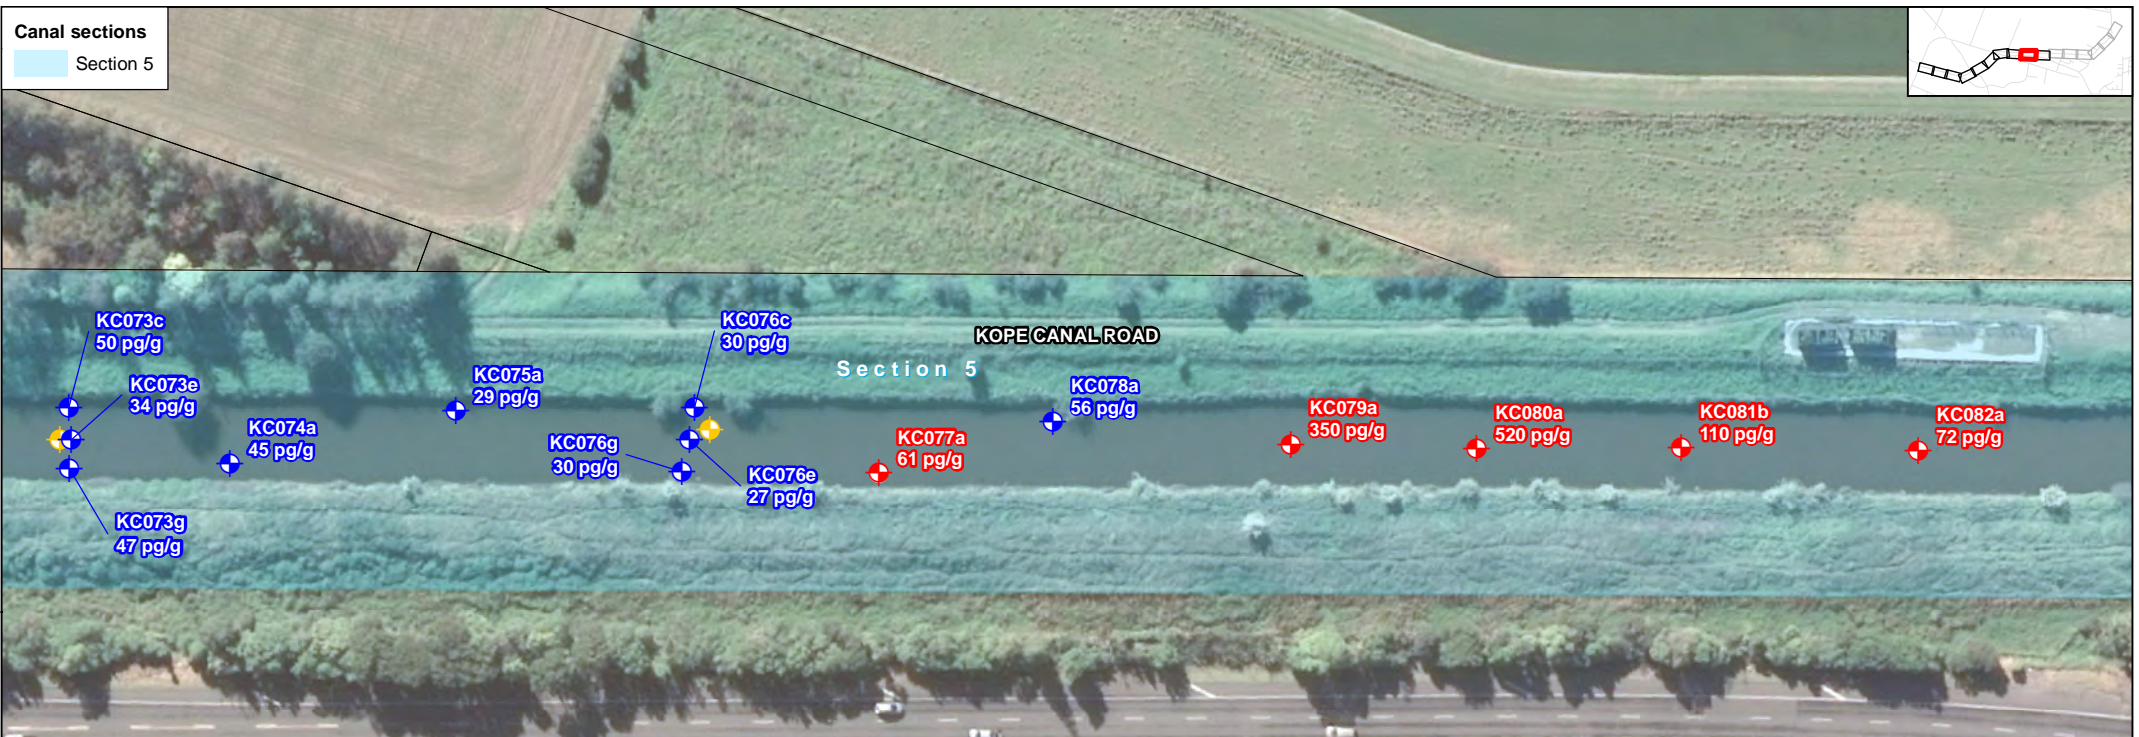 Canal sections
Section 5
KC073c
50 pg/g
KC073e
34 pg/g
KC074a
45 pg/g
KC073g
47 pg/g
KC075a
29 pg/g
KC076c
30 pg/g
KC076g
30 pg/g
KC076e
27 pg/g
KOPE CANAL ROAD
Section 5
KC077a
61 pg/g
KC078a
56 pg/g
KC079a
350 pg/g
KC080a
520 pg/g
KC081b
110 pg/g
KC082a
72 pg/g